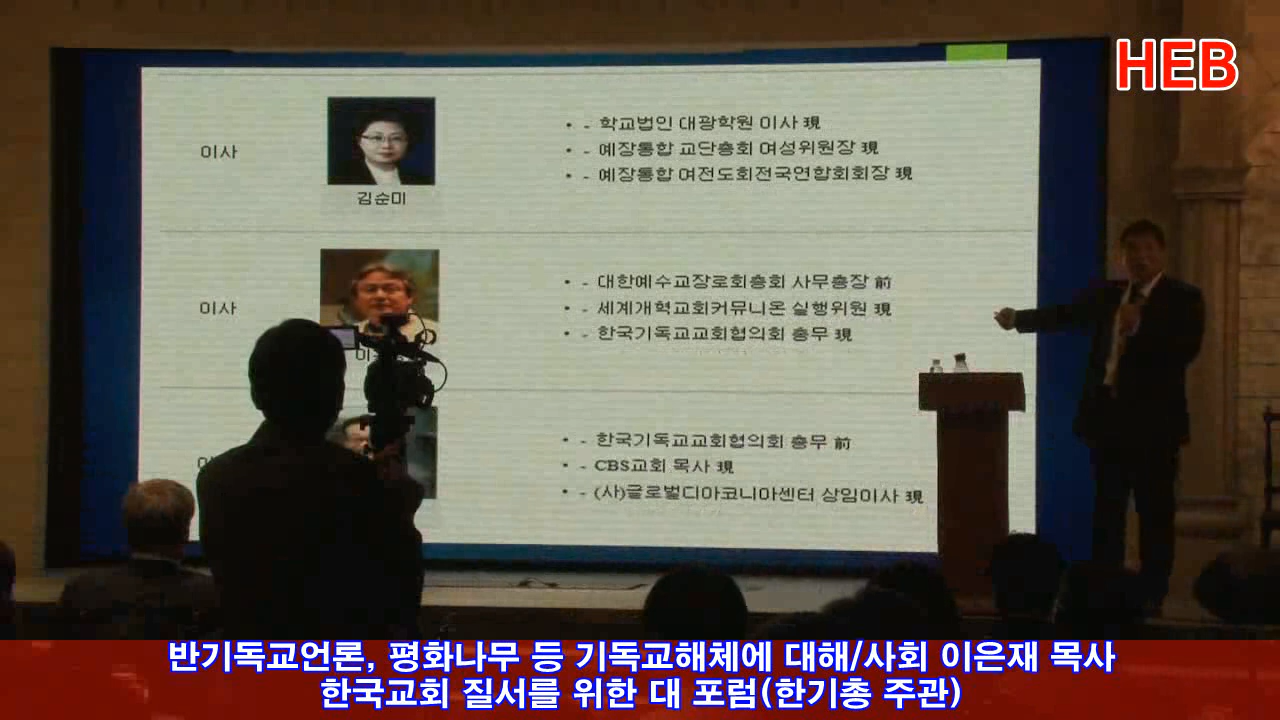 HEB
이사
김순미
• - 학교법인 대광학원 이사 現
• - 예장통합 교단총회 여성위원장 現
• - 예장통합 여전도회전국연합회회장 現
이사
• - 대한예수교장로회총회 사무총장 前
• - 세계개혁교회커뮤니온 실행위원 現
• - 한국기독교교회협의회 총무 現
• - 한국기독교교회협의회 총무 前
• - CBS교회 목사 現
• - (사)글로벌디아코니아센터 상임이사 現
반기독교언론, 평화나무 등 기독교해체에 대해/사회 이은재 목사
한국교회 질서를 위한 대 포럼(한기총 주관)